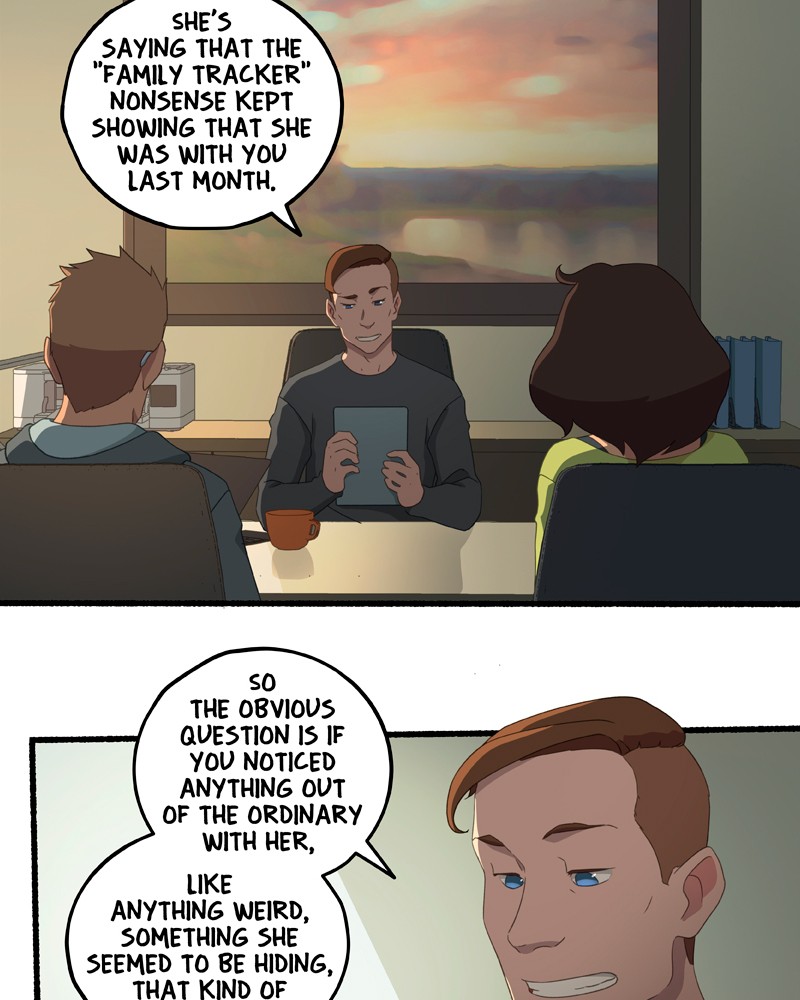 SHE'S
SAYING THAT THE
"FAMILY TRACKER"
NONSENSE KEPT
SHOWING THAT SHE
WAS WITH YOU
LAST MONTH.
SO
THE OBVIOUS
QUESTION IS IF
YOU NOTICED
ANYTHING OUT
OF THE ORDINARY
WITH HER,
LIKE
ANYTHING WEIRD,
SOMETHING SHE
SEEMED TO BE HIDING,
THAT KIND OF